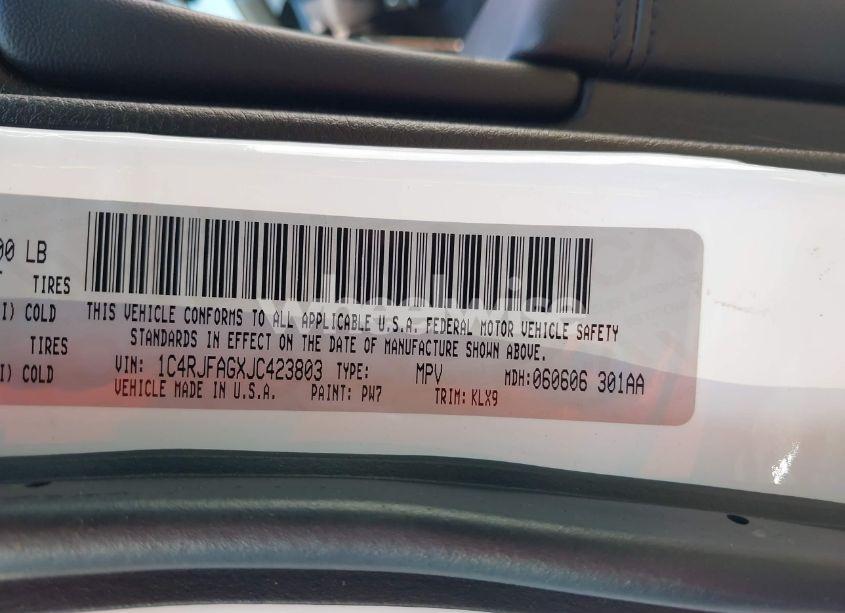 00 LB
TIRES
I) COLD
THIS VEHICLE CONFORMS TO ALL APPLICABLE U.S.A. FEDERAL MOTOR VEHICLE SAFETY
STANDARDS IN EFFECT ON THE DATE OF MANUFACTURE SHOWN ABOVE.
TIRES
I) COLD
VIN: 1C4RJFAGXJC423803 TYPE: MPV MDH:060606 301AA
VEHICLE MADE IN U.S.A. PAINT: PW7 TRIM: KLX9
wheelwise